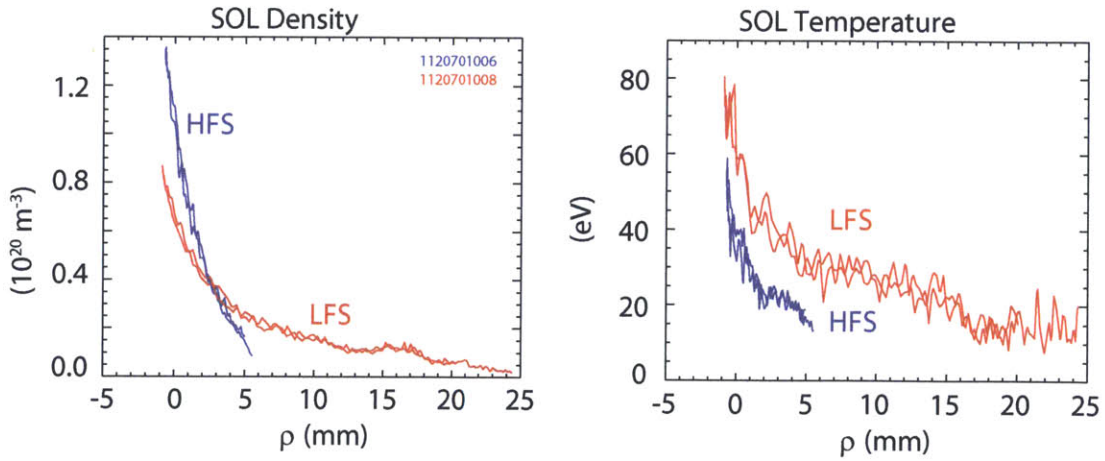 SOL Density
1120701006
1120701008
HFS
LFS
1.2
0.8
0.4
0.0
(10²⁰ m⁻³)
-5 0 5 10 15 20 25
ρ (mm)
SOL Temperature
80
60
40
20
0
(eV)
LFS
HFS
-5 0 5 10 15 20 25
ρ (mm)